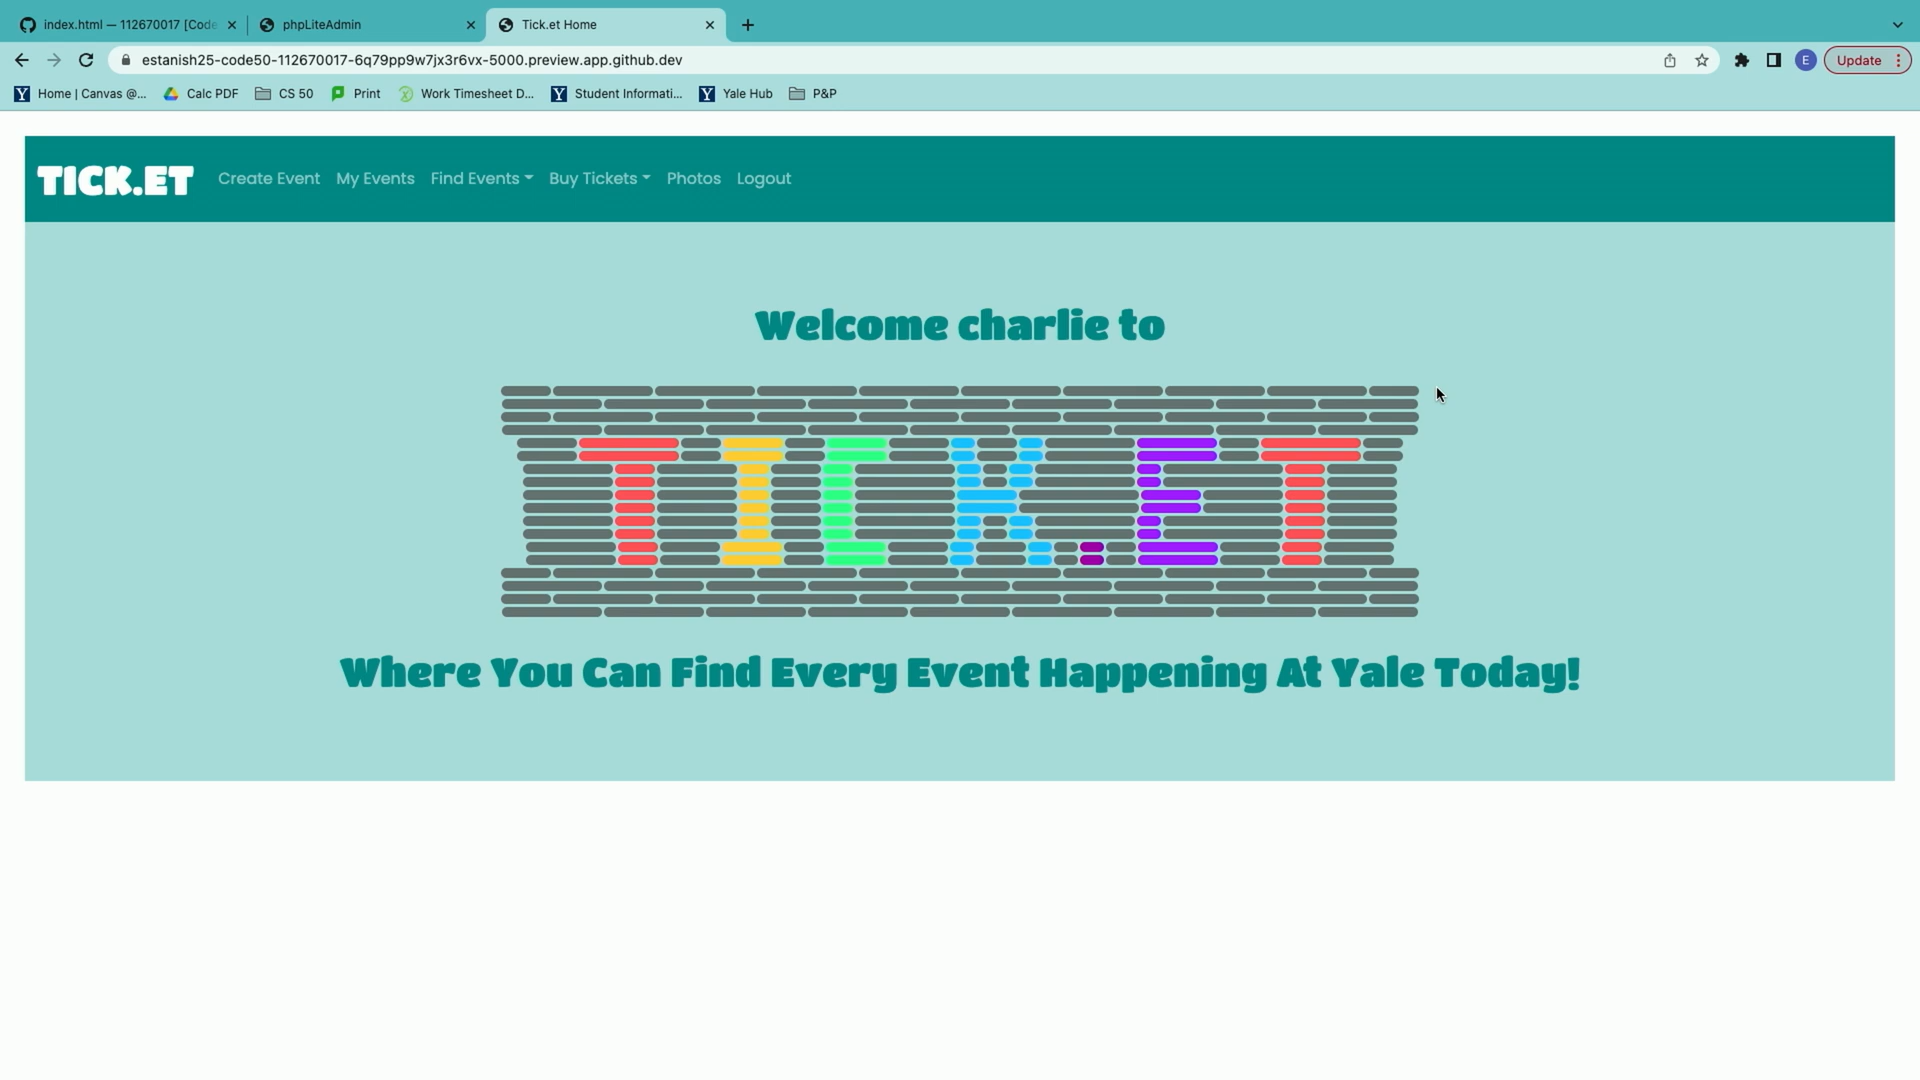 index.html — 112670017 [Code
phpLiteAdmin
Tick.et Home
estanish25-code50-112670017-6q79pp9w7jx3r6vx-5000.preview.app.github.dev
E
Update
Home | Canvas @...
Calc PDF
CS 50
Print
Work Timesheet D...
Student Informati...
Yale Hub
P&P
TICK.ET
Create Event
My Events
Find Events
Buy Tickets
Photos
Logout
Welcome charlie to
TICK.ET
Where You Can Find Every Event Happening At Yale Today!